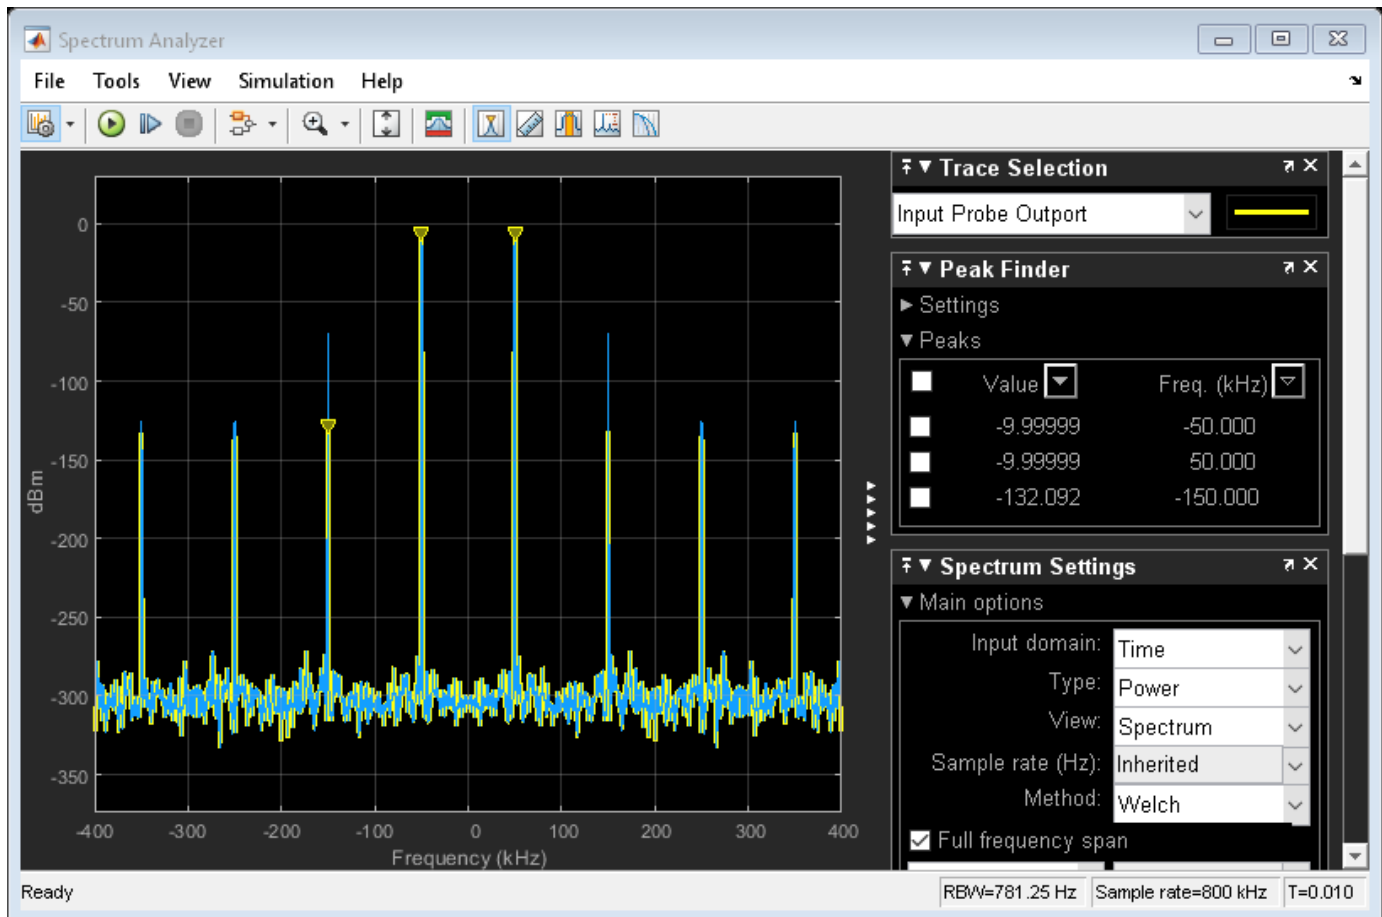 Spectrum Analyzer
File Tools View Simulation Help
Trace Selection
Input Probe Outport
Peak Finder
Settings
Peaks
Value Freq. (kHz)
-9.99999 -50.000
-9.99999 50.000
-132.092 -150.000
Spectrum Settings
Main options
Input domain: Time
Type: Power
View: Spectrum
Sample rate (Hz): Inherited
Method: Welch
Full frequency span
0
-50
-100
-150
-200
-250
-300
-350
dBm
-400 -300 -200 -100 0 100 200 300 400
Frequency (kHz)
Ready RBW=781.25 Hz Sample rate=800 kHz T=0.010